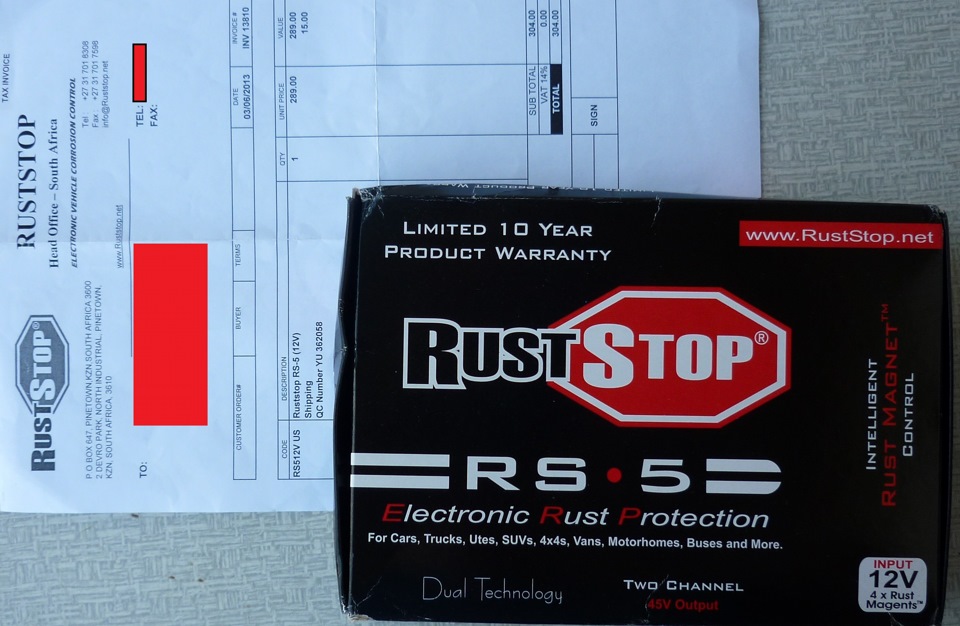 TAX INVOICE
RUSTSTOP
Head Office – South Africa
ELECTRONIC VEHICLE CORROSION CONTROL
Tel +27 31 701 8308
Fax +27 31 701 7598
info@Ruststop.net
www.Ruststop.net
RUSTSTOP®
P O BOX 647, PINETOWN,KZN,SOUTH AFRICA 3600
2 DEVRO PARK, NORTH INDUSTRIAL, PINETOWN,
KZN, SOUTH AFRICA, 3610
TO:
TEL:
FAX:
CUSTOMER ORDER# BUYER TERMS DATE INVOICE #
03/06/2013 INV 13810
CODE DESCRIPTION QTY UNIT PRICE VALUE
RS512V US Ruststop RS-5 (12V) 1 289.00 289.00
Shipping 15.00
QC Number YU 362058
SUB TOTAL 304.00
VAT 14% 0.00
TOTAL 304.00
SIGN
LIMITED 10 YEAR
PRODUCT WARRANTY
www.RustStop.net
RUSTSTOP®
RS•5
Electronic Rust Protection
For Cars, Trucks, Utes, SUVs, 4x4s, Vans, Motorhomes, Buses and More.
Dual Technology
TWO CHANNEL
45V Output
INTELLIGENT
RUST MAGNET™
CONTROL
INPUT
12V
4 x Rust
Magents™